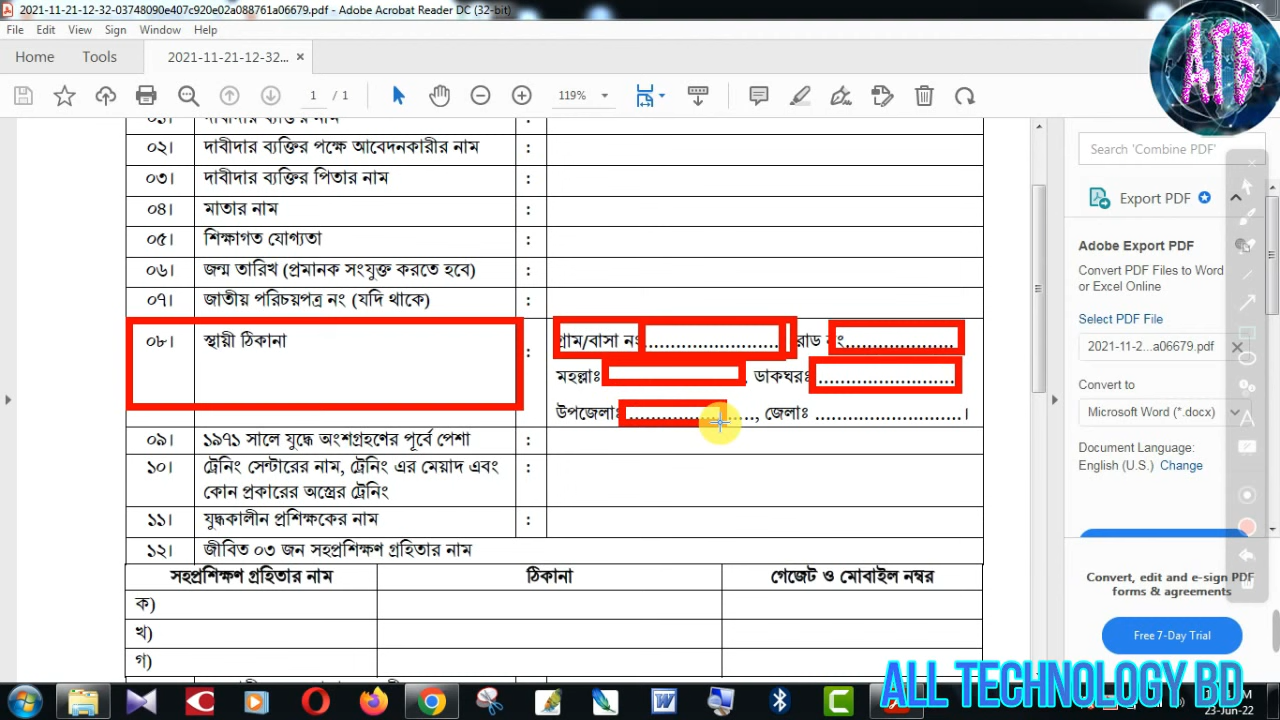 2021-11-21-12-32-03748090e407c920e02a088761a06679.pdf - Adobe Acrobat Reader DC (32-bit)
File Edit View Sign Window Help
Home Tools 2021-11-21-12-32... ×
1 / 1 119%
Search 'Combine PDF'
Export PDF
Adobe Export PDF
Convert PDF Files to Word
or Excel Online
Select PDF File
2021-11-2...a06679.pdf
Convert to
Microsoft Word (*.docx)
Document Language:
English (U.S.) Change
Convert, edit and e-sign PDF
forms & agreements
Free 7-Day Trial
০২। দাবীদার ব্যক্তির পক্ষে আবেদনকারীর নাম :
০৩। দাবীদার ব্যক্তির পিতার নাম :
০৪। মাতার নাম :
০৫। শিক্ষাগত যোগ্যতা :
০৬। জন্ম তারিখ (প্রমানক সংযুক্ত করতে হবে) :
০৭। জাতীয় পরিচয়পত্র নং (যদি থাকে) :
০৮। স্থায়ী ঠিকানা : গ্রাম/বাসা নং........................ রোড নং....................
মহল্লাঃ , ডাকঘরঃ .........................
উপজেলাঃ ......................., জেলাঃ ...........................।
০৯। ১৯৭১ সালে যুদ্ধে অংশগ্রহণের পূর্বে পেশা :
১০। ট্রেনিং সেন্টারের নাম, ট্রেনিং এর মেয়াদ এবং :
কোন প্রকারের অস্ত্রের ট্রেনিং
১১। যুদ্ধকালীন প্রশিক্ষকের নাম :
১২। জীবিত ০৩ জন সহপ্রশিক্ষণ গ্রহিতার নাম
সহপ্রশিক্ষণ গ্রহিতার নাম ঠিকানা গেজেট ও মোবাইল নম্বর
ক)
খ)
গ)
ALL TECHNOLOGY BD
23-Jun-22